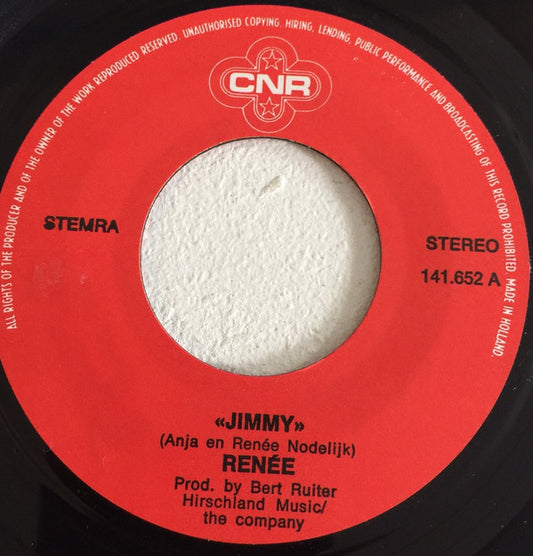 ALL RIGHTS OF THE PRODUCER AND OF THE OWNER OF THE WORK REPRODUCED RESERVED. UNAUTHORISED COPYING, HIRING, LENDING, PUBLIC PERFORMANCE AND BROADCASTING OF THIS RECORD PROHIBITED. MADE IN HOLLAND.
CNR
STEMRA
STEREO
141.652 A
«JIMMY»
(Anja en Renée Nodelijk)
RENÉE
Prod. by Bert Ruiter
Hirschland Music/
the company